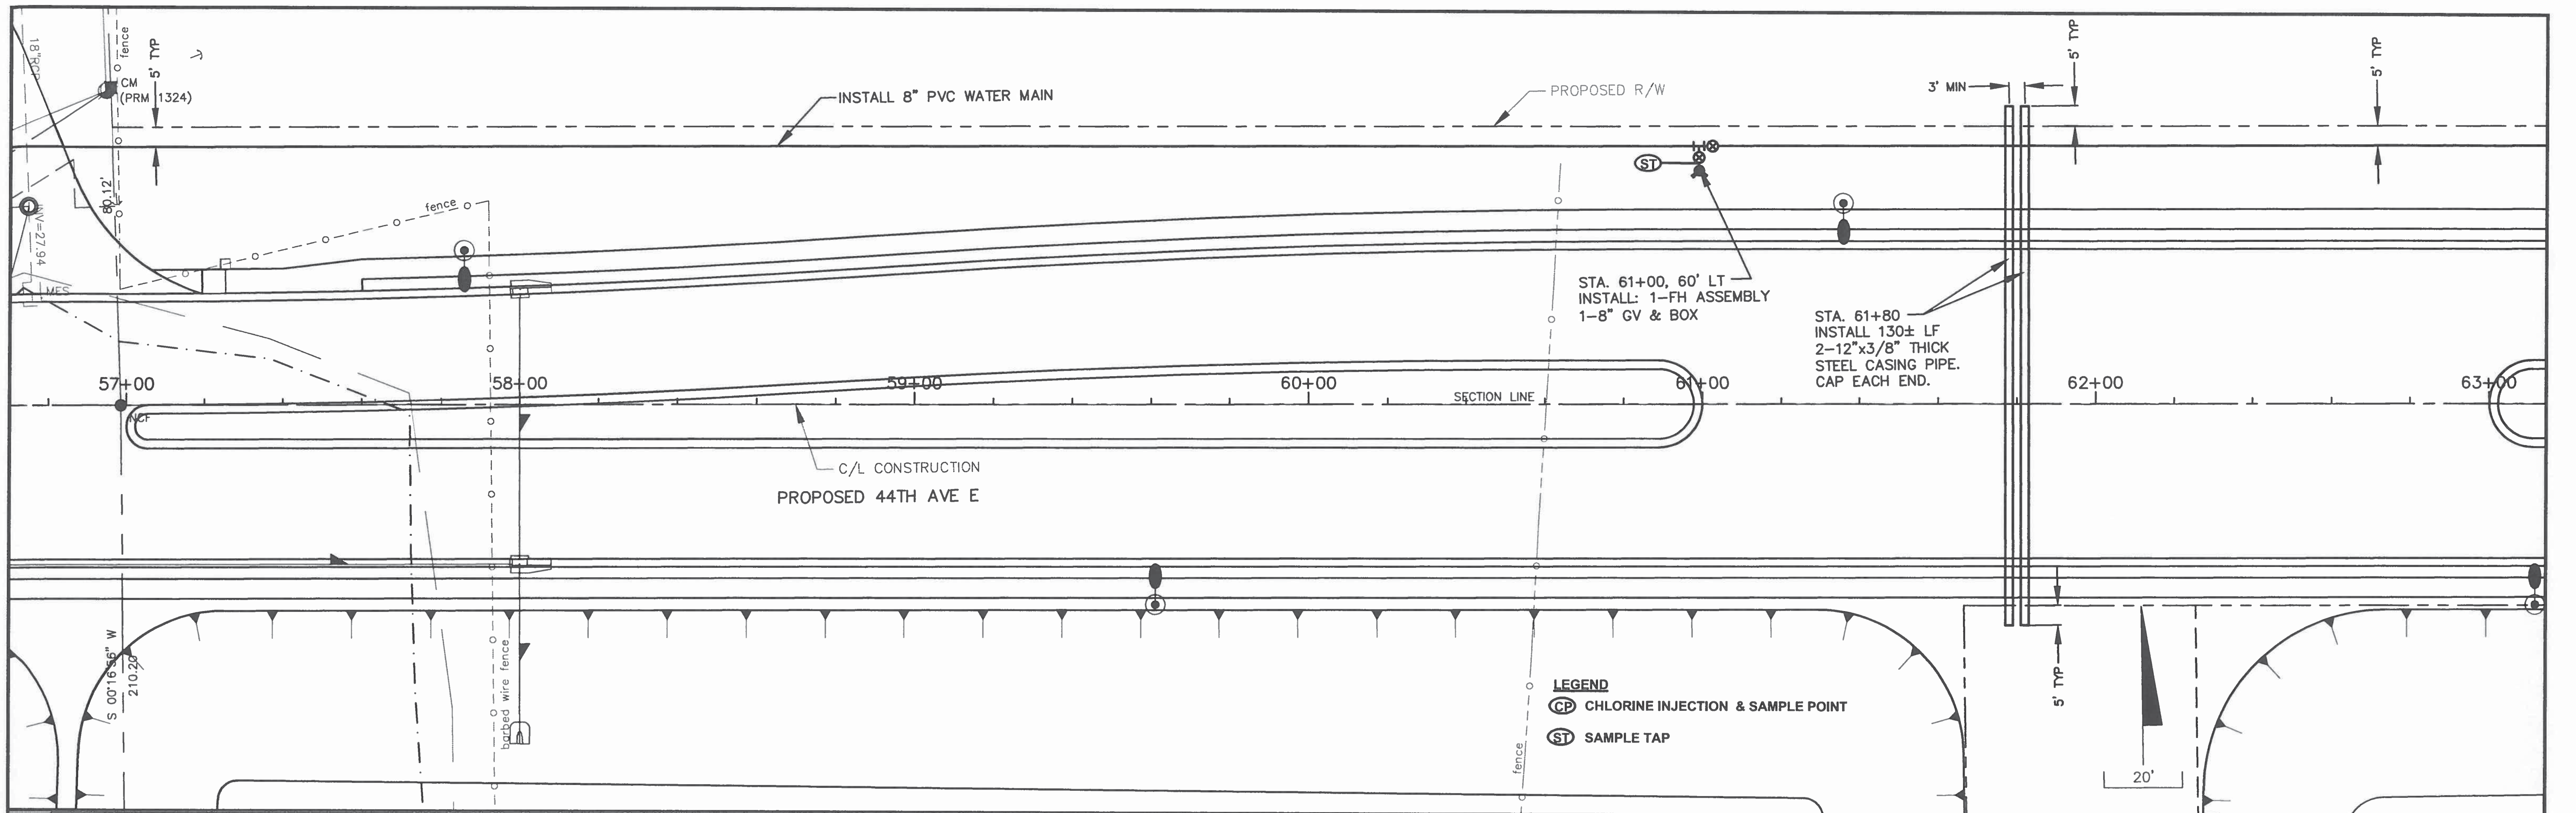 18"RCP
fence
5' TYP
CM
(PRM 1324)
INSTALL 8" PVC WATER MAIN
PROPOSED R/W
3' MIN
5' TYP
5' TYP
80.12'
INV=27.94
fence
ST
MES
STA. 61+00, 60' LT
INSTALL: 1-FH ASSEMBLY
1-8" GV & BOX
STA. 61+80
INSTALL 130± LF
2-12"x3/8" THICK
STEEL CASING PIPE.
CAP EACH END.
57+00
58+00
59+00
60+00
61+00
62+00
63+00
SECTION LINE
NCF
C/L CONSTRUCTION
PROPOSED 44TH AVE E
S 00°16'56" W
210.20'
barbed wire fence
fence
LEGEND
CP CHLORINE INJECTION & SAMPLE POINT
ST SAMPLE TAP
5' TYP
20'